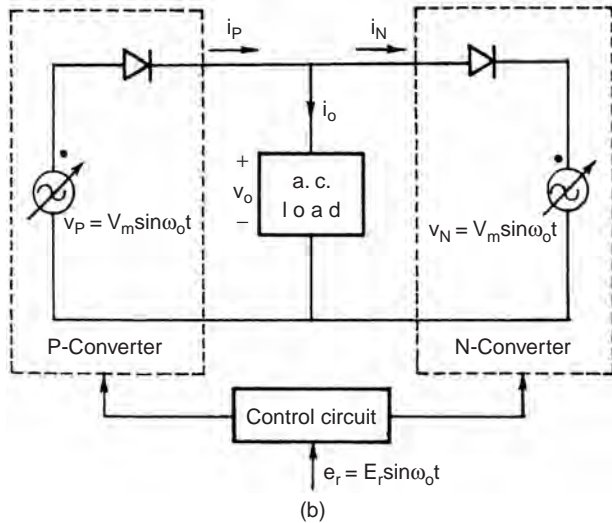 i_P
i_N
i_o
+
v_o
−
a. c.
l o a d
v_P = V_m sinω_o t
v_N = V_m sinω_o t
P-Converter
N-Converter
Control circuit
e_r = E_r sinω_o t
(b)